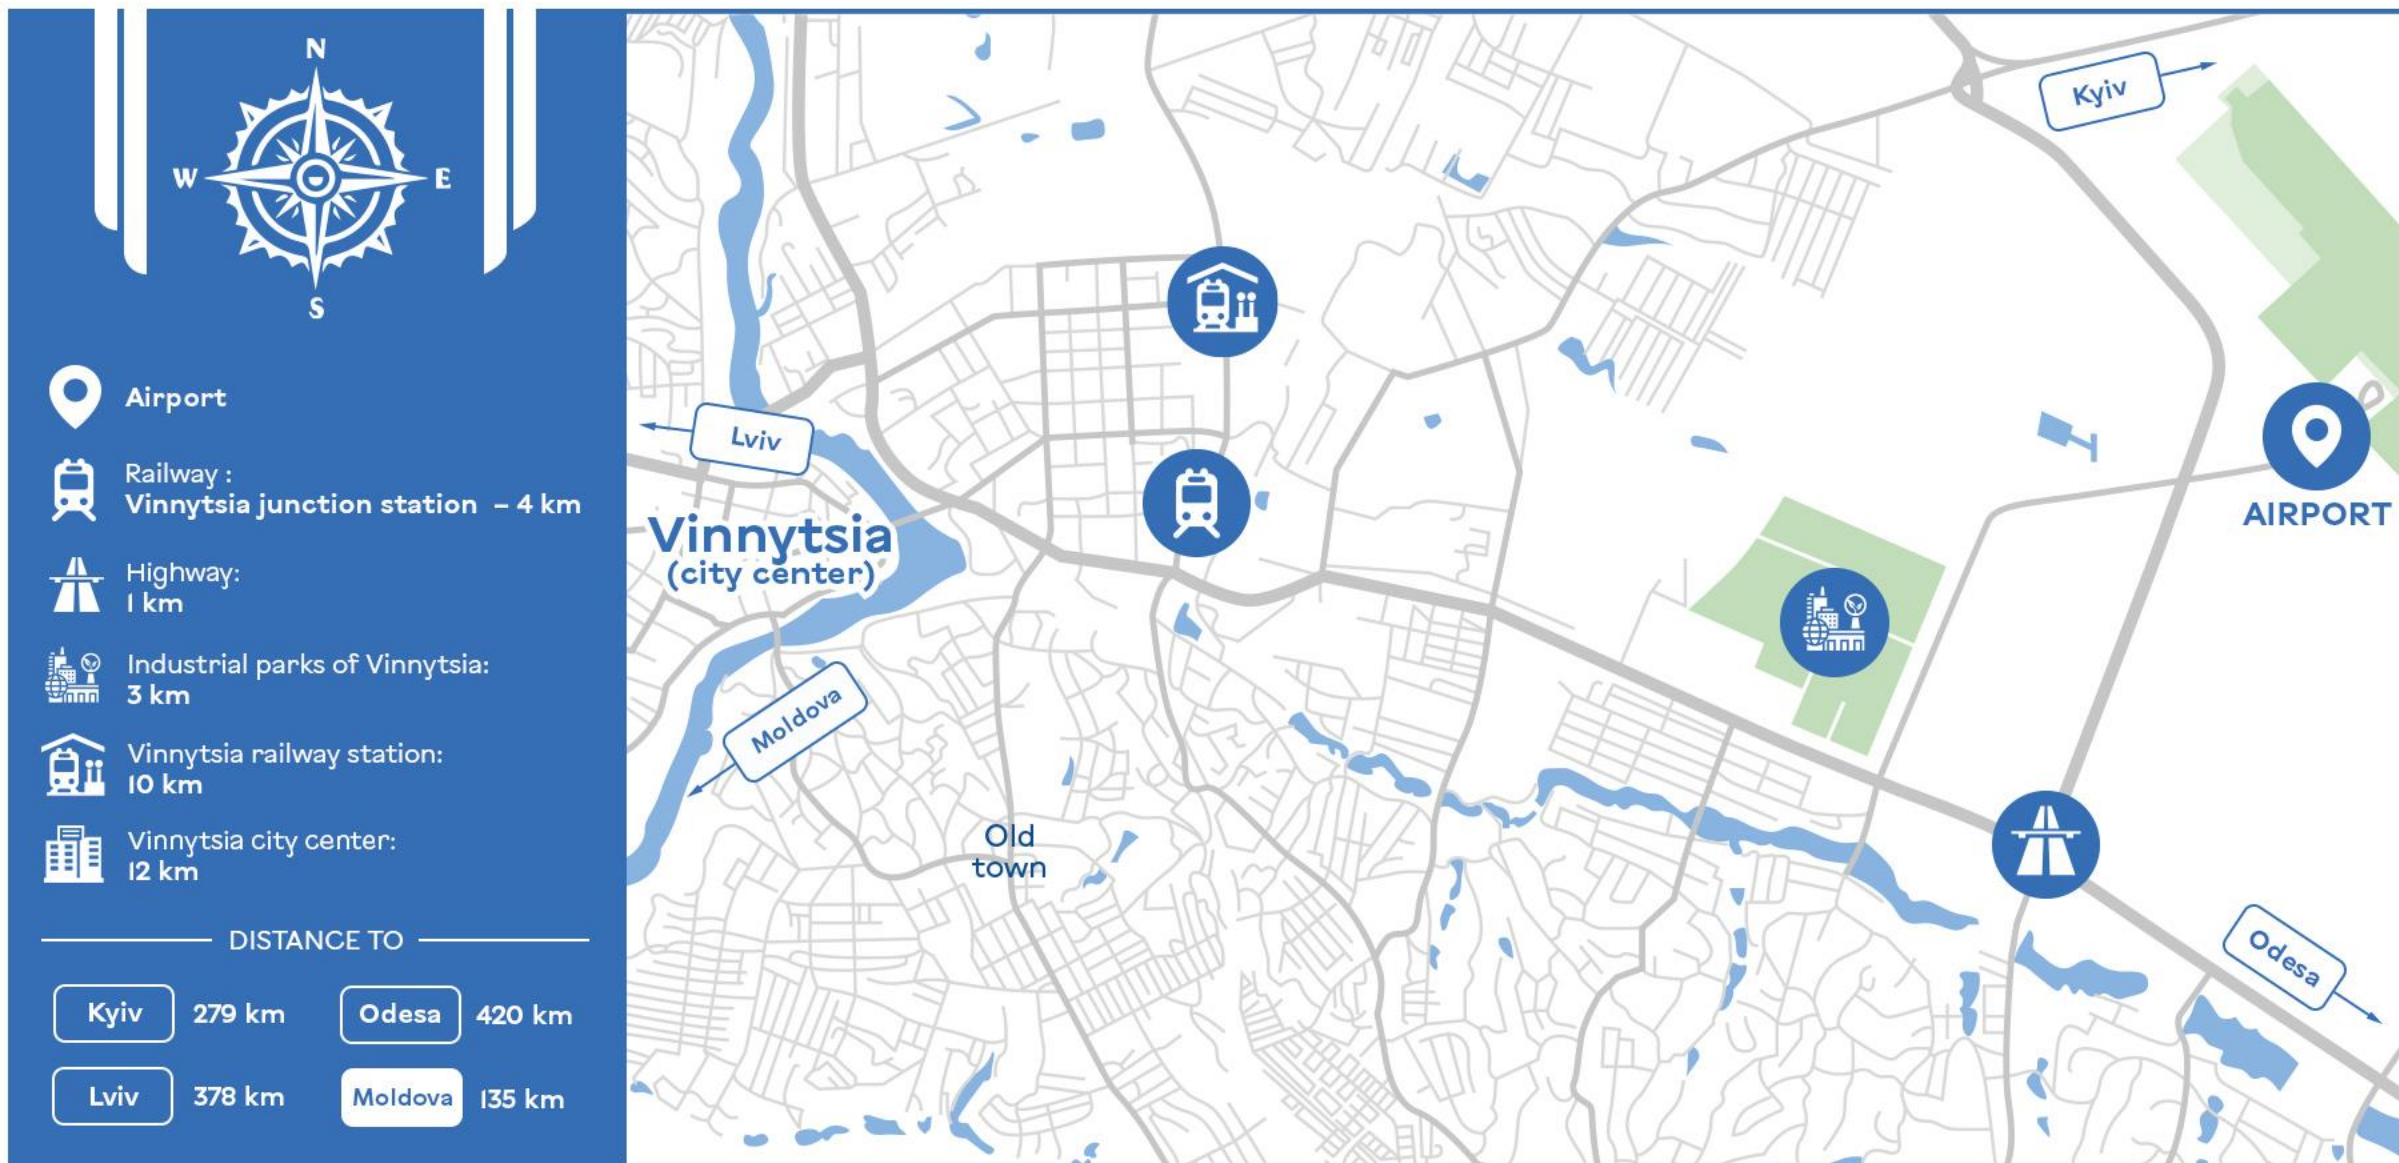 N
W
E
S
Airport
Railway :
Vinnytsia junction station – 4 km
Highway:
1 km
Industrial parks of Vinnytsia:
3 km
Vinnytsia railway station:
10 km
Vinnytsia city center:
12 km
DISTANCE TO
Kyiv 279 km
Odesa 420 km
Lviv 378 km
Moldova 135 km
Kyiv
Lviv
Vinnytsia
(city center)
AIRPORT
Moldova
Old
town
Odesa